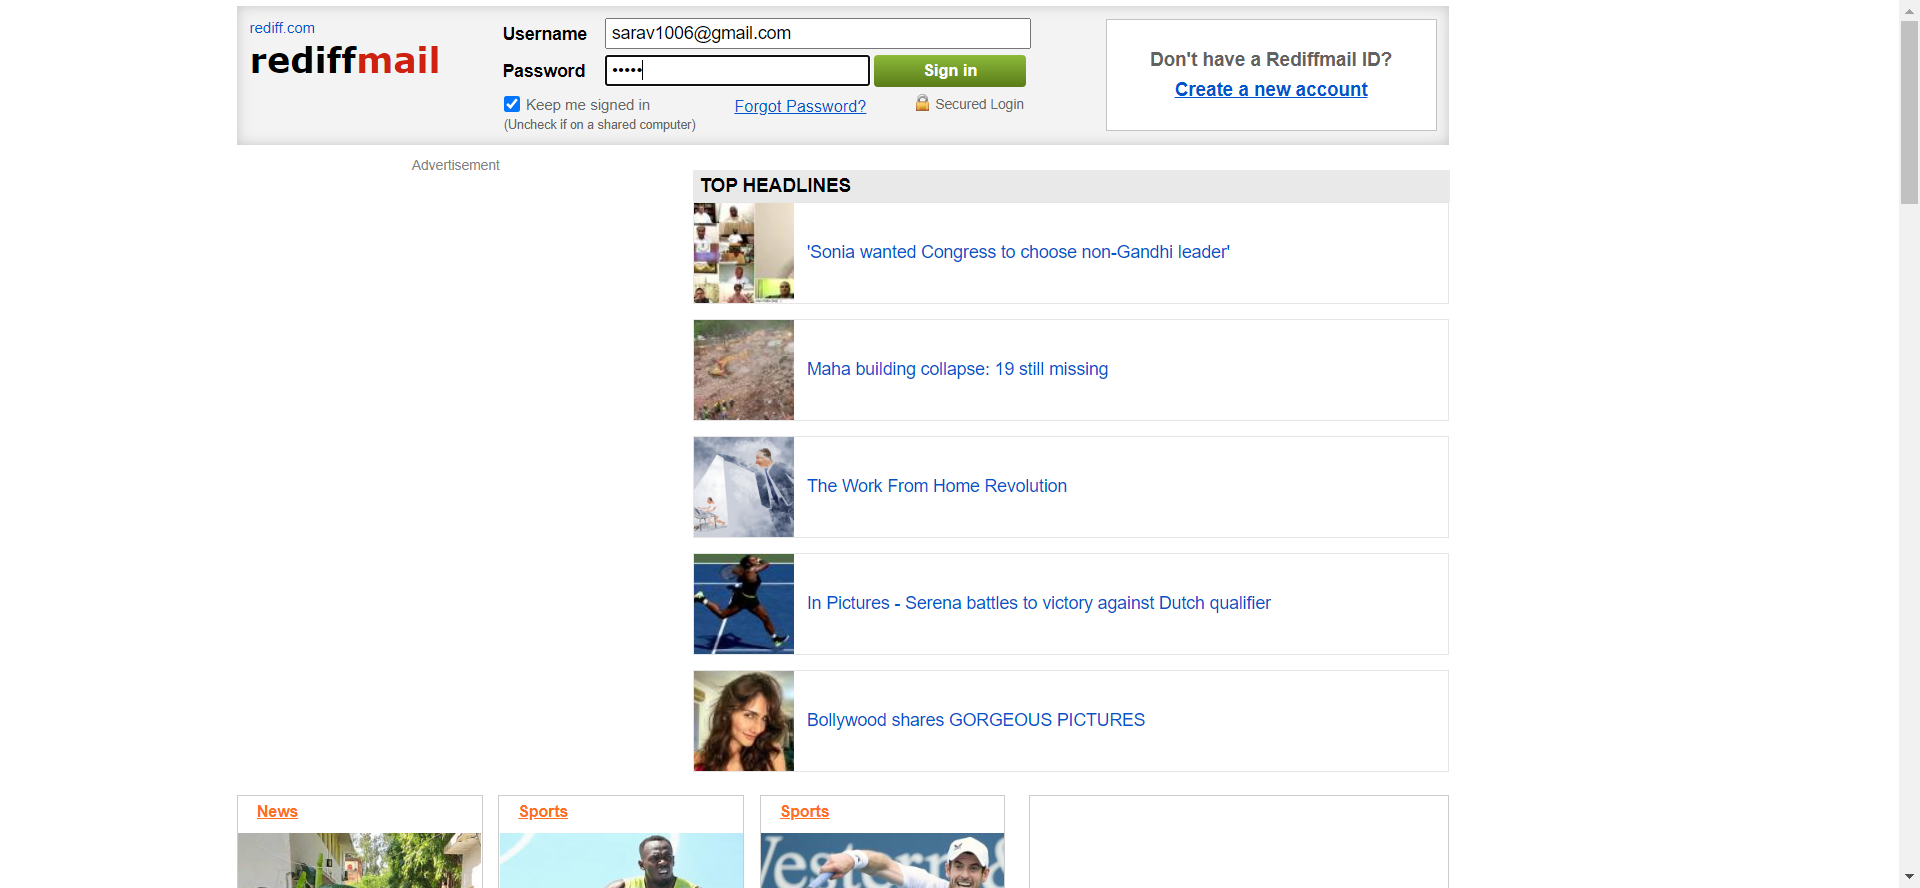 rediff.com
rediffmail
Username
sarav1006@gmail.com
Password
•••••
Sign in
Keep me signed in
(Uncheck if on a shared computer)
Forgot Password?
Secured Login
Don't have a Rediffmail ID?
Create a new account
Advertisement
TOP HEADLINES
'Sonia wanted Congress to choose non-Gandhi leader'
Maha building collapse: 19 still missing
The Work From Home Revolution
In Pictures - Serena battles to victory against Dutch qualifier
Bollywood shares GORGEOUS PICTURES
News
Sports
Sports